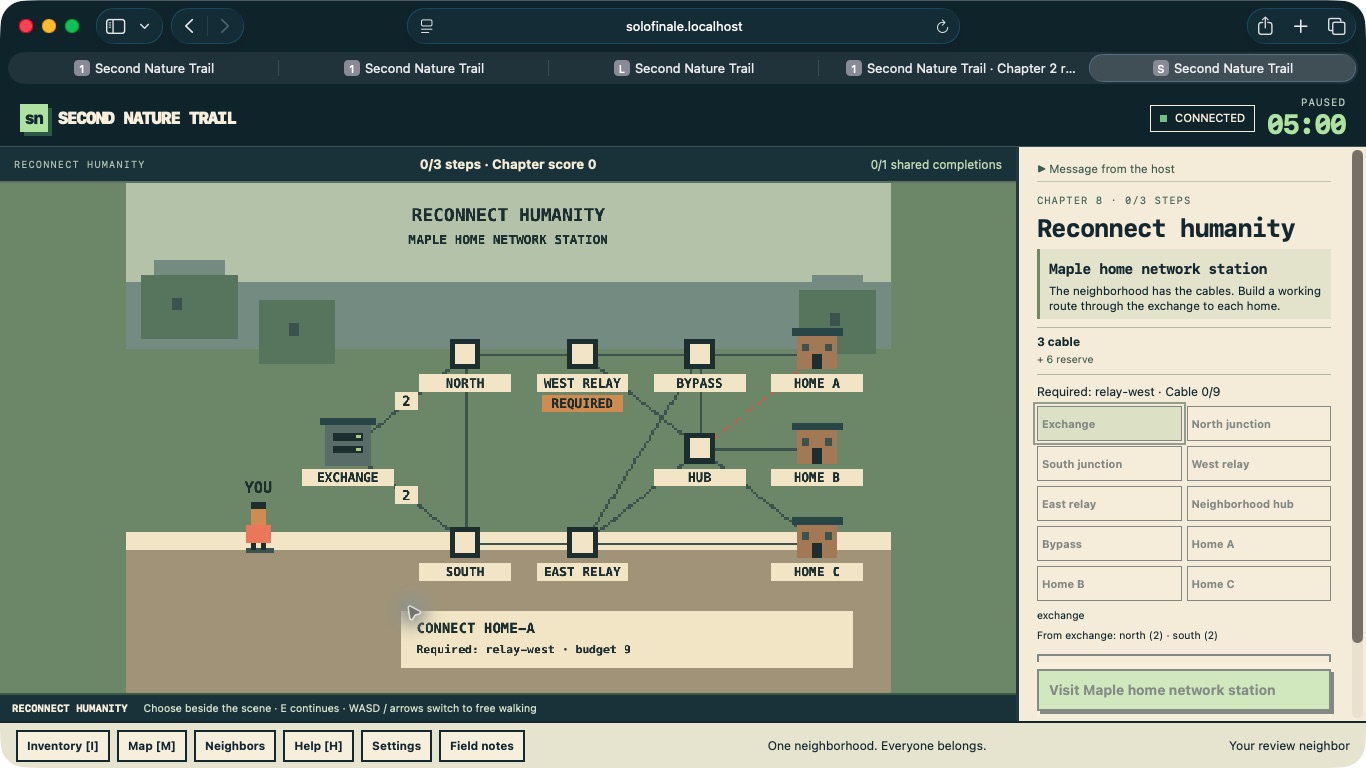 solofinale.localhost
1 Second Nature Trail
1 Second Nature Trail
L Second Nature Trail
1 Second Nature Trail · Chapter 2 r...
S Second Nature Trail
sn SECOND NATURE TRAIL
CONNECTED
PAUSED
05:00
RECONNECT HUMANITY
0/3 steps · Chapter score 0
0/1 shared completions
RECONNECT HUMANITY
MAPLE HOME NETWORK STATION
NORTH
WEST RELAY
BYPASS
HOME A
2
REQUIRED
EXCHANGE
HUB
HOME B
YOU
2
SOUTH
EAST RELAY
HOME C
CONNECT HOME-A
Required: relay-west · budget 9
RECONNECT HUMANITY
Choose beside the scene · E continues · WASD / arrows switch to free walking
Message from the host
CHAPTER 8 · 0/3 STEPS
Reconnect humanity
Maple home network station
The neighborhood has the cables. Build a working
route through the exchange to each home.
3 cable
+ 6 reserve
Required: relay-west · Cable 0/9
Exchange
North junction
South junction
West relay
East relay
Neighborhood hub
Bypass
Home A
Home B
Home C
exchange
From exchange: north (2) · south (2)
Visit Maple home network station
Inventory [I]
Map [M]
Neighbors
Help [H]
Settings
Field notes
One neighborhood. Everyone belongs.
Your review neighbor